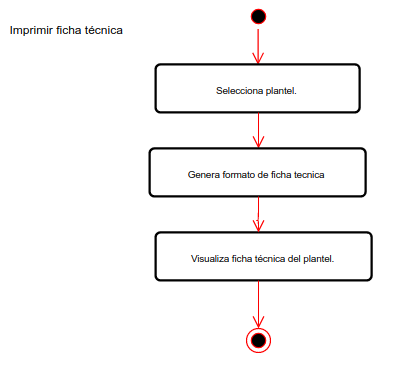 Imprimir ficha técnica
Selecciona plantel.
Genera formato de ficha tecnica
Visualiza ficha técnica del plantel.